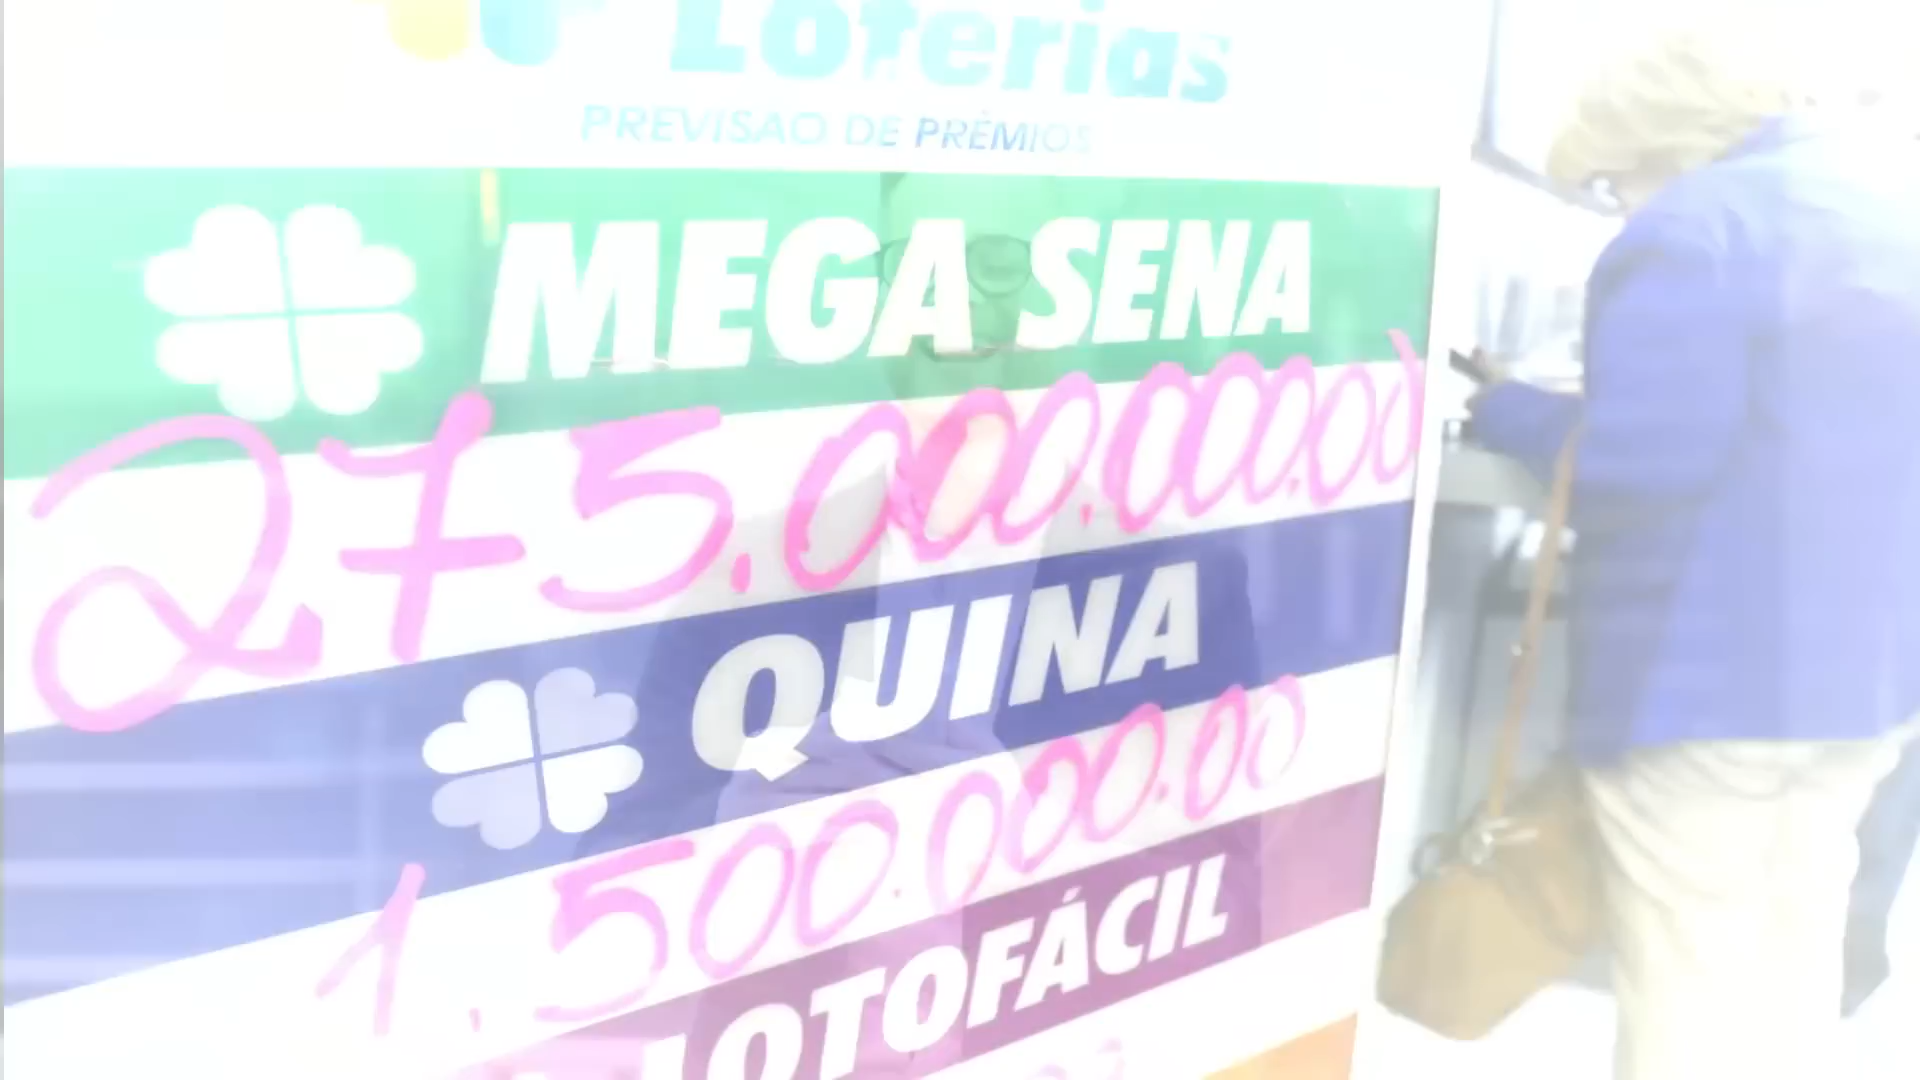 Loterias
PREVISAO DE PRÊMIOS
MEGA SENA
275.000.000.00
QUINA
1.500.000.00
LOTOFÁCIL